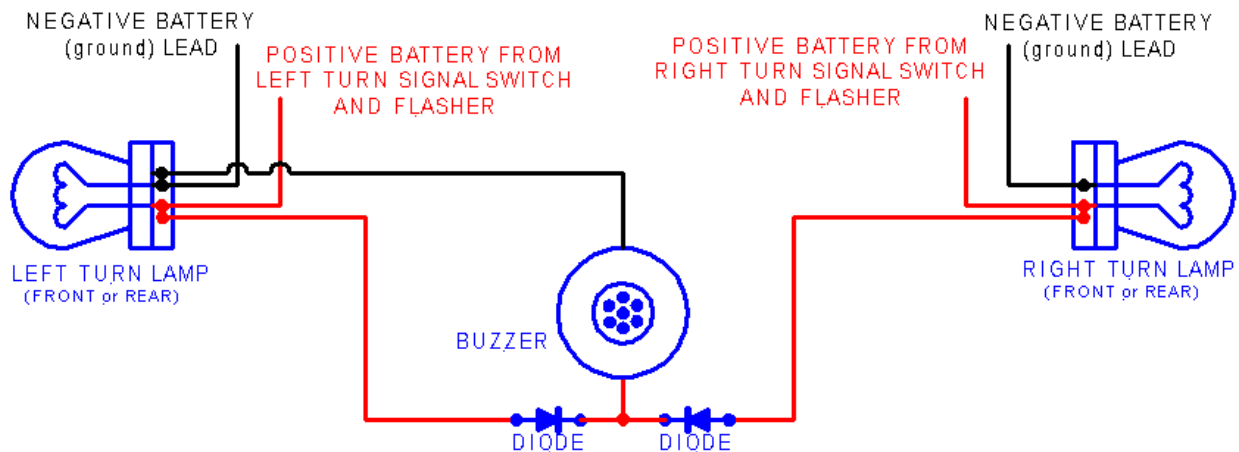 NEGATIVE BATTERY
(ground) LEAD
POSITIVE BATTERY FROM
LEFT TURN SIGNAL SWITCH
AND FLASHER
POSITIVE BATTERY FROM
RIGHT TURN SIGNAL SWITCH
AND FLASHER
NEGATIVE BATTERY
(ground) LEAD
LEFT TURN LAMP
(FRONT or REAR)
BUZZER
RIGHT TURN LAMP
(FRONT or REAR)
DIODE
DIODE